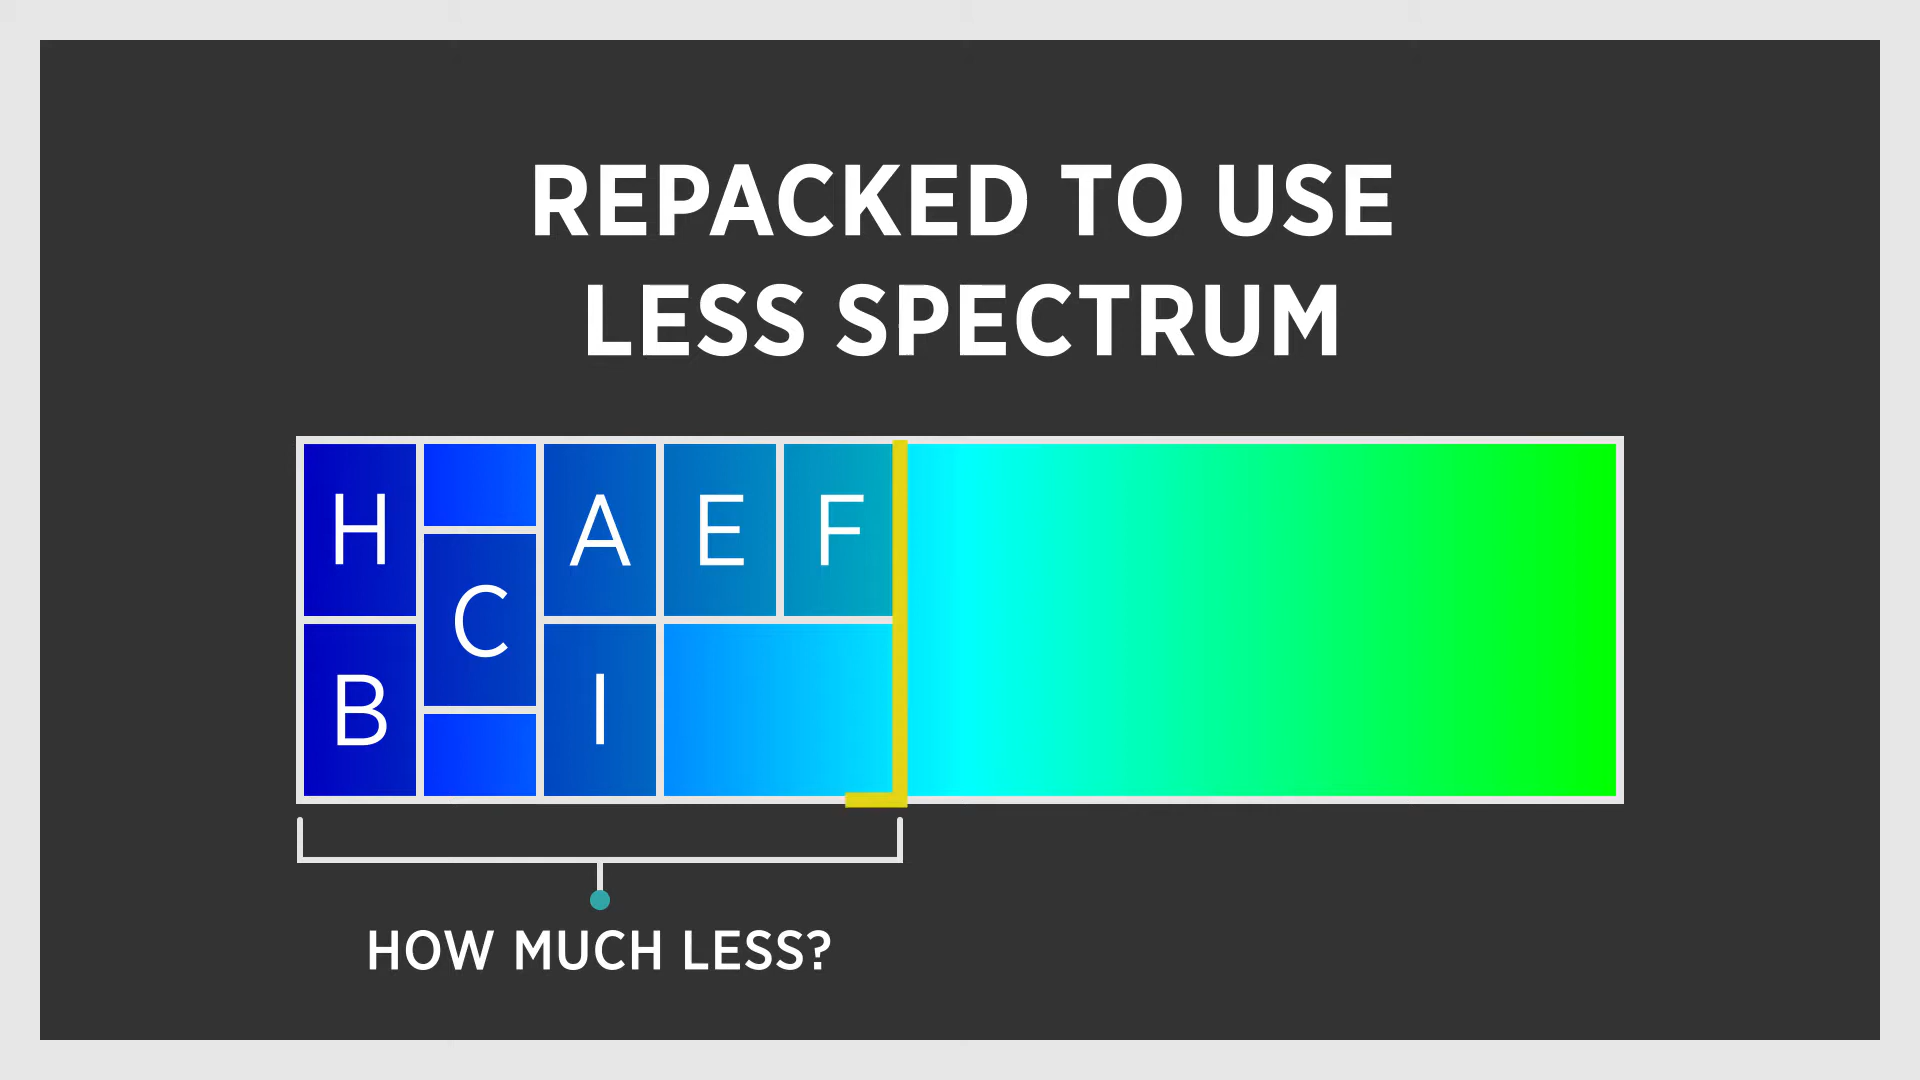 REPACKED TO USE
LESS SPECTRUM
H
A
E
F
C
B
I
HOW MUCH LESS?